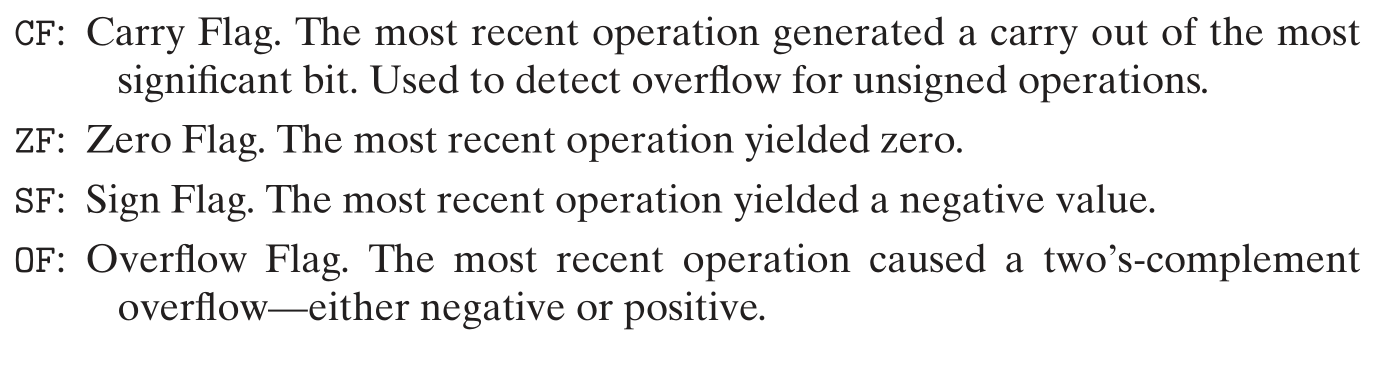 CF: Carry Flag. The most recent operation generated a carry out of the most
significant bit. Used to detect overflow for unsigned operations.
ZF: Zero Flag. The most recent operation yielded zero.
SF: Sign Flag. The most recent operation yielded a negative value.
OF: Overflow Flag. The most recent operation caused a two’s-complement
overflow—either negative or positive.